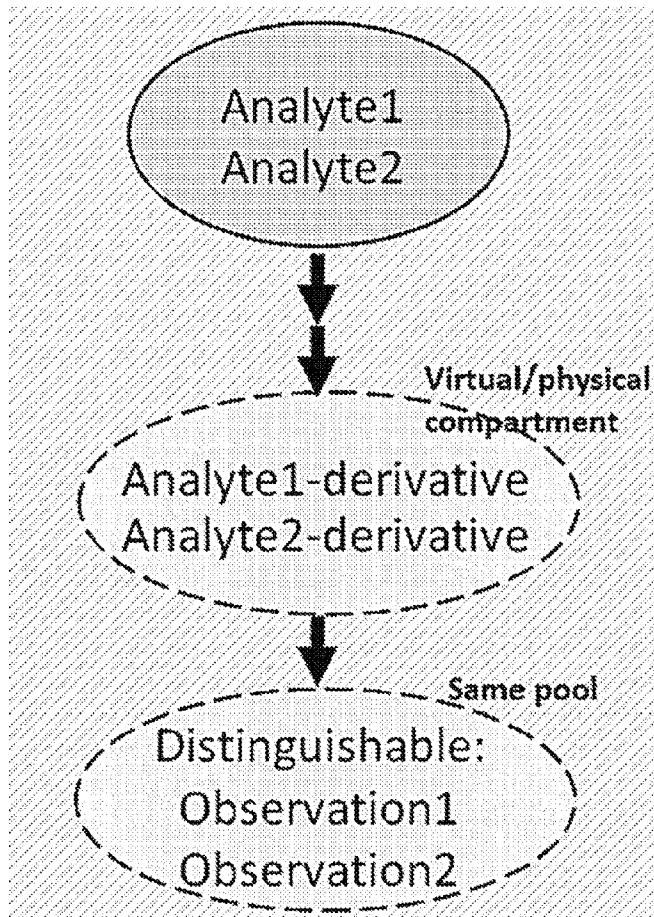 Analyte1
Analyte2
Virtual/physical
compartment
Analyte1-derivative
Analyte2-derivative
Same pool
Distinguishable:
Observation1
Observation2